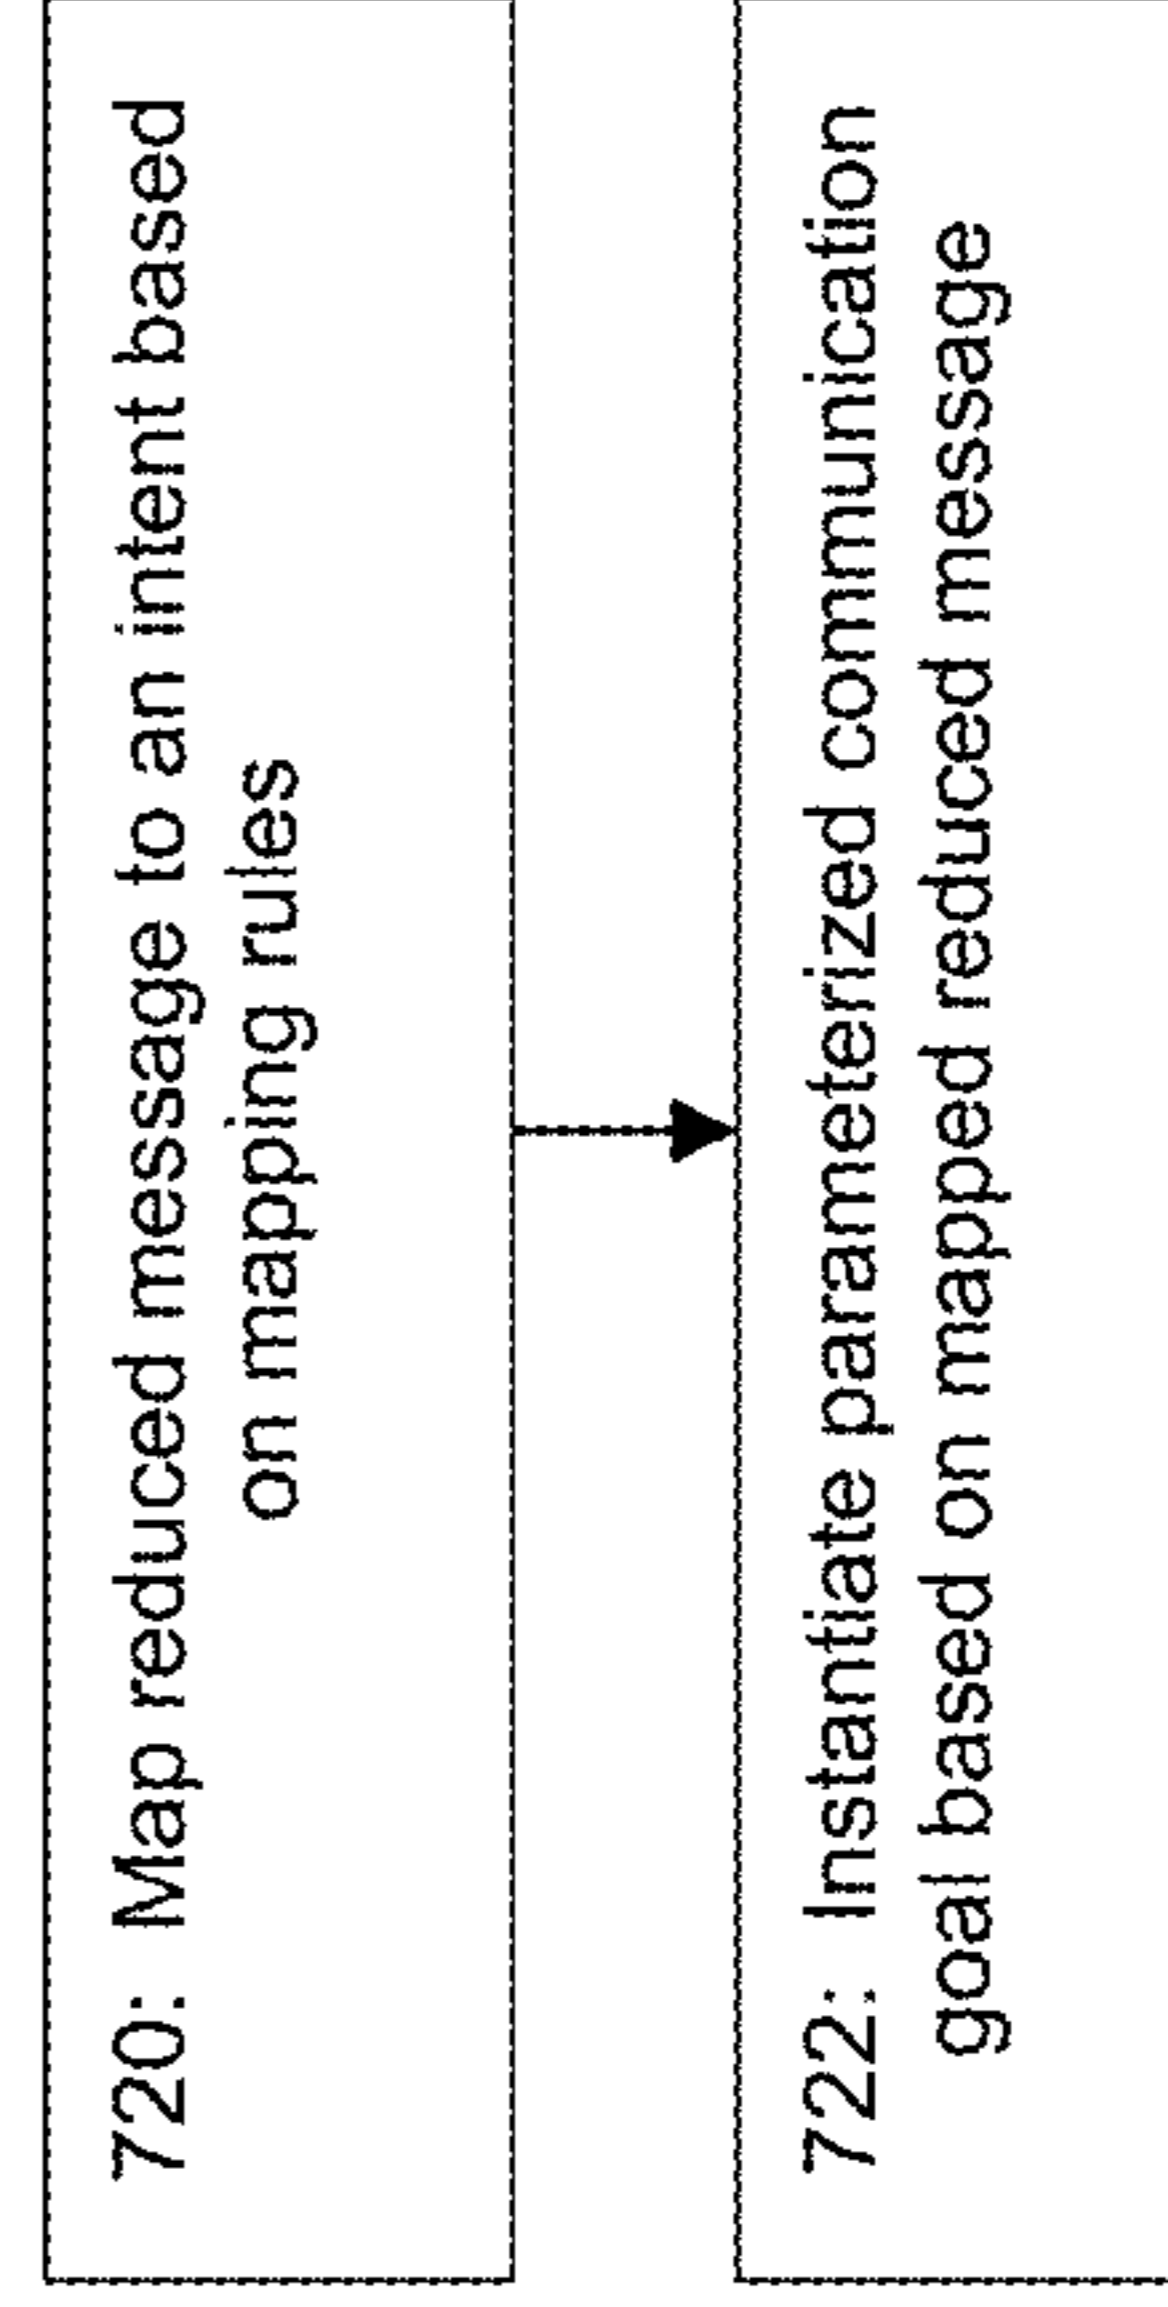 720: Map reduced message to an intent based
on mapping rules
722: Instantiate parameterized communication
goal based on mapped reduced message